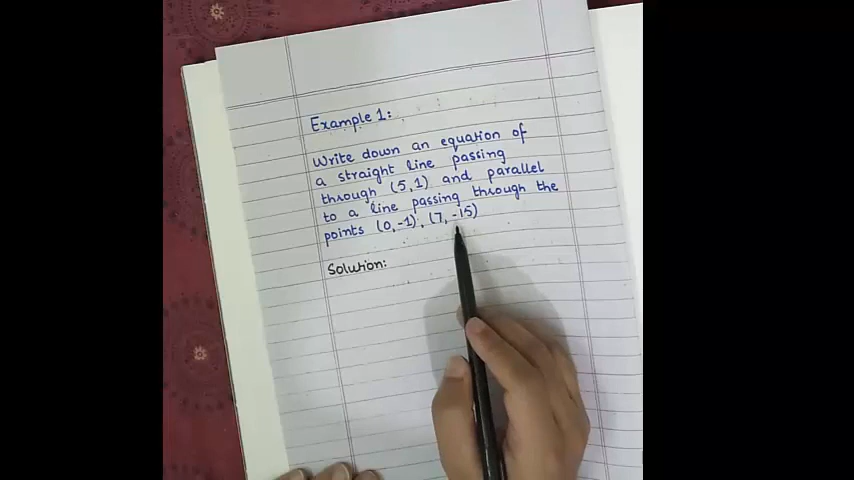 Example 1:
Write down an equation of
a straight line passing
through (5,1) and parallel
to a line passing through the
points (0,-1), (7,-15)
Solution: